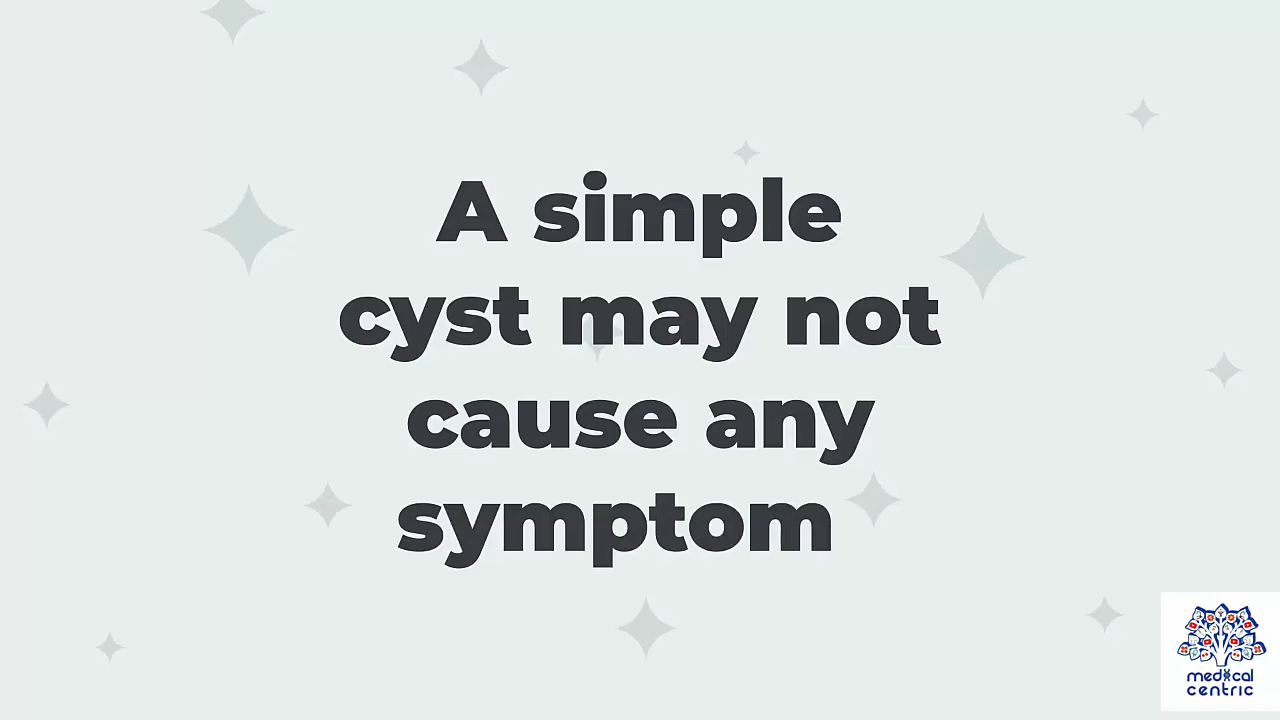 A simple
cyst may not
cause any
symptom
medical
centric